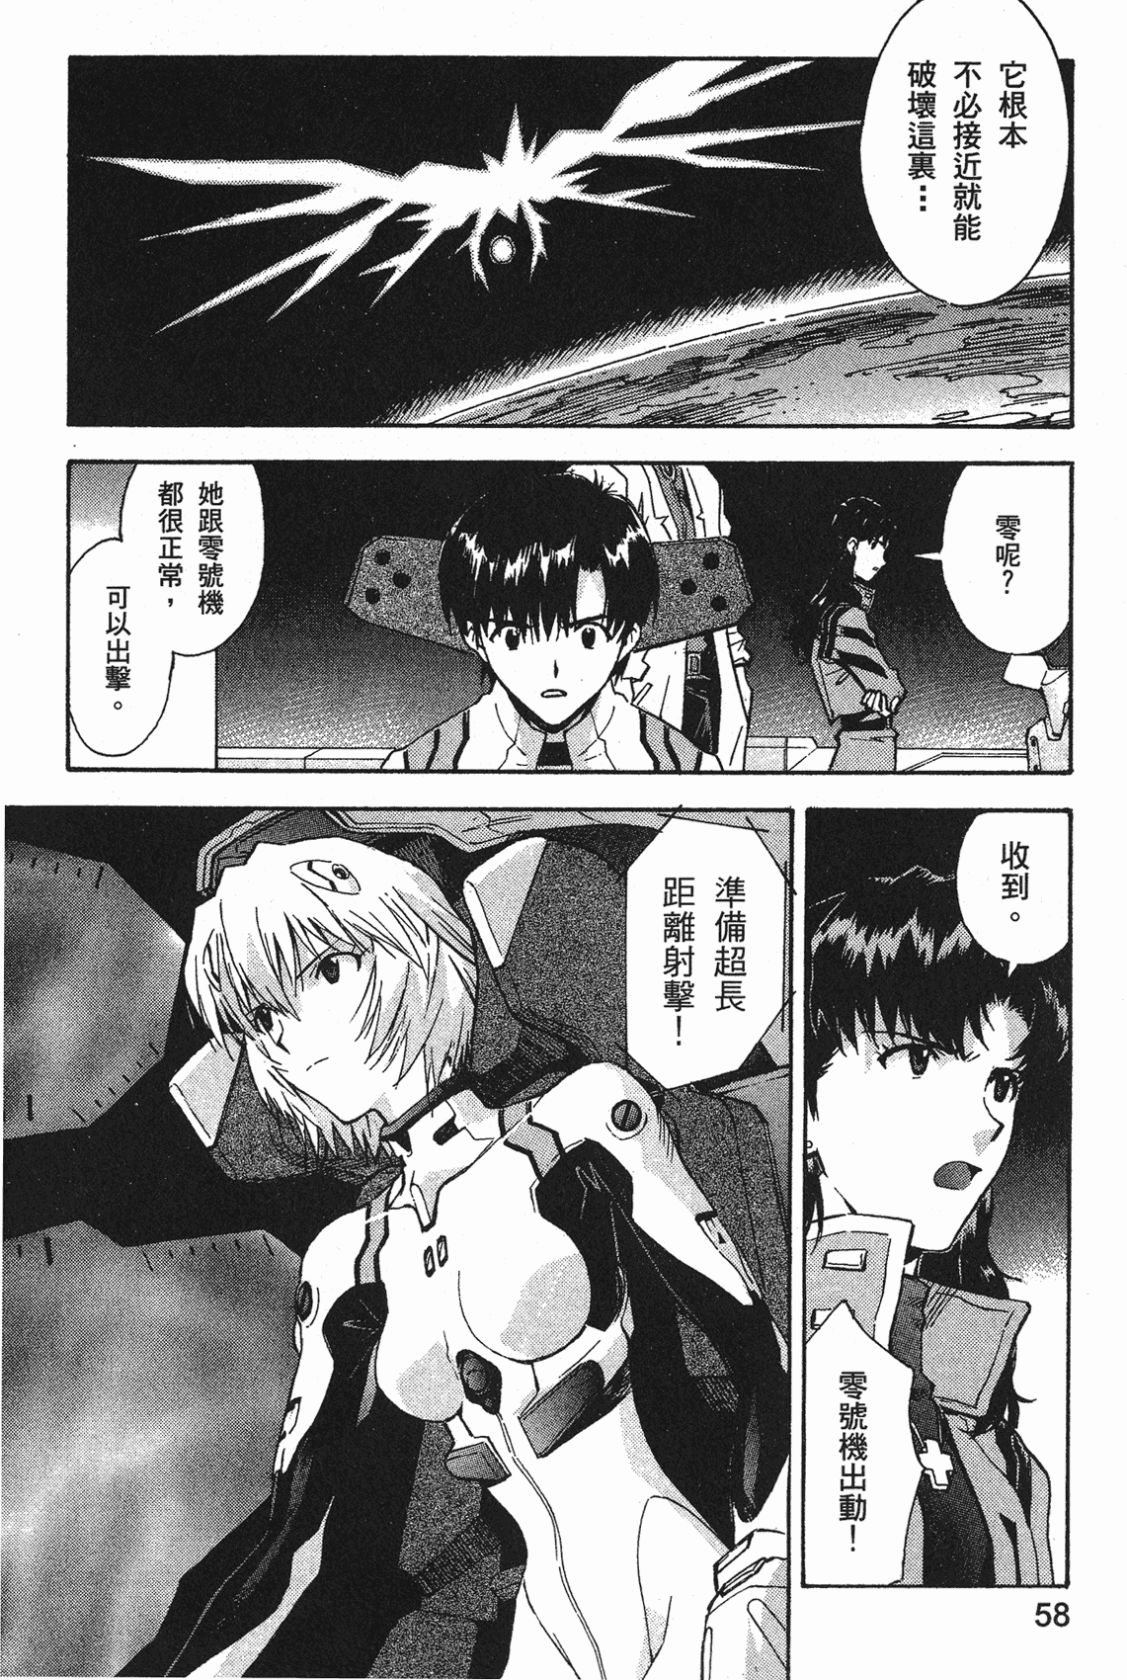 它根本
不必接近就能
破壞這裏…
零呢?
她跟零號機
都很正常，
可以出擊。
收到。
零號機出動！
準備超長
距離射擊！
58